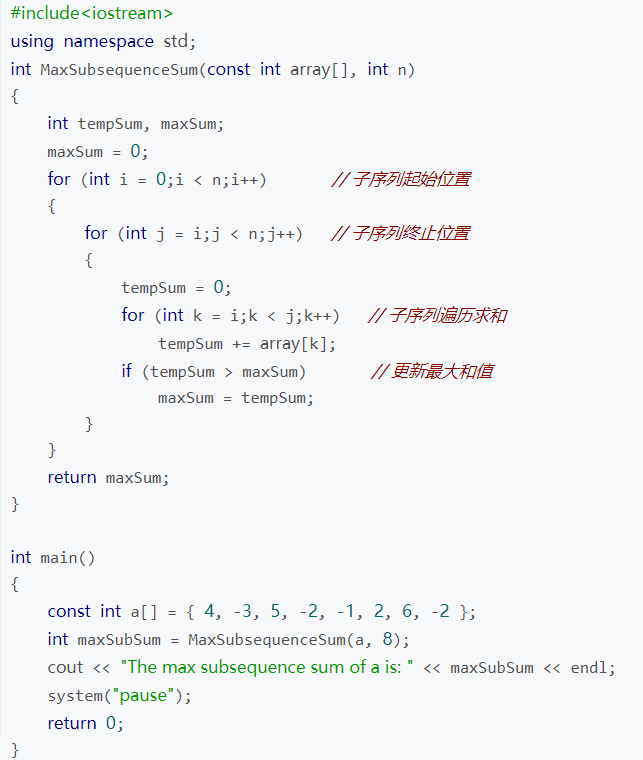 #include<iostream>
using namespace std;
int MaxSubsequenceSum(const int array[], int n)
{
    int tempSum, maxSum;
    maxSum = 0;
    for (int i = 0;i < n;i++)       //子序列起始位置
    {
        for (int j = i;j < n;j++)   //子序列终止位置
        {
            tempSum = 0;
            for (int k = i;k < j;k++)   //子序列遍历求和
                tempSum += array[k];
            if (tempSum > maxSum)       //更新最大和值
                maxSum = tempSum;
        }
    }
    return maxSum;
}

int main()
{
    const int a[] = { 4, -3, 5, -2, -1, 2, 6, -2 };
    int maxSubSum = MaxSubsequenceSum(a, 8);
    cout << "The max subsequence sum of a is: " << maxSubSum << endl;
    system("pause");
    return 0;
}